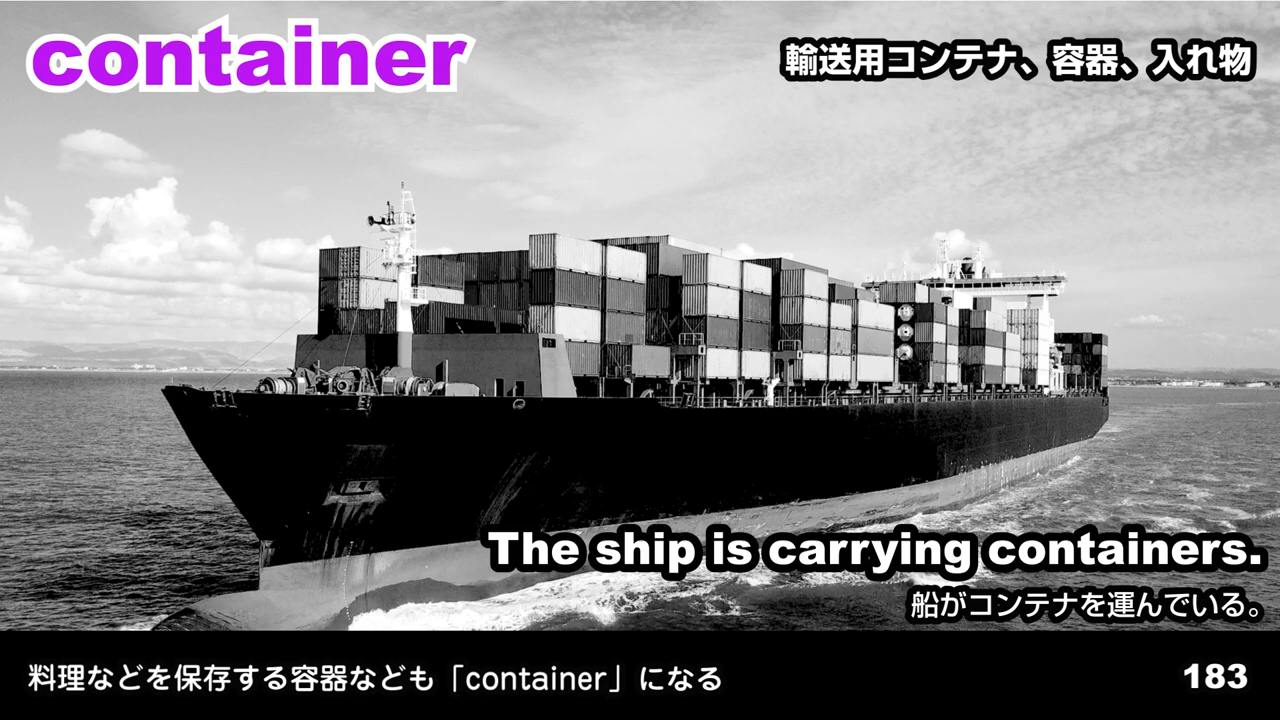 container
輸送用コンテナ、容器、入れ物
The ship is carrying containers.
船がコンテナを運んでいる。
料理などを保存する容器なども「container」になる
183